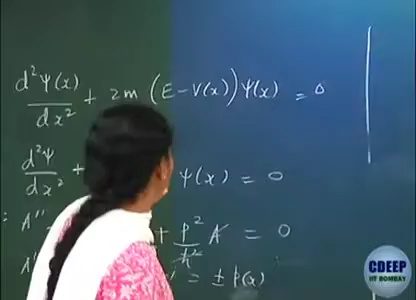 d²Ψ(x)/dx² + 2m (E - V(x)) Ψ(x) = 0
d²Ψ/dx² + Ψ(x) = 0
: A'' + p²/ħ² A = 0
A' ' = ± p(x)
CDEEP
IIT BOMBAY